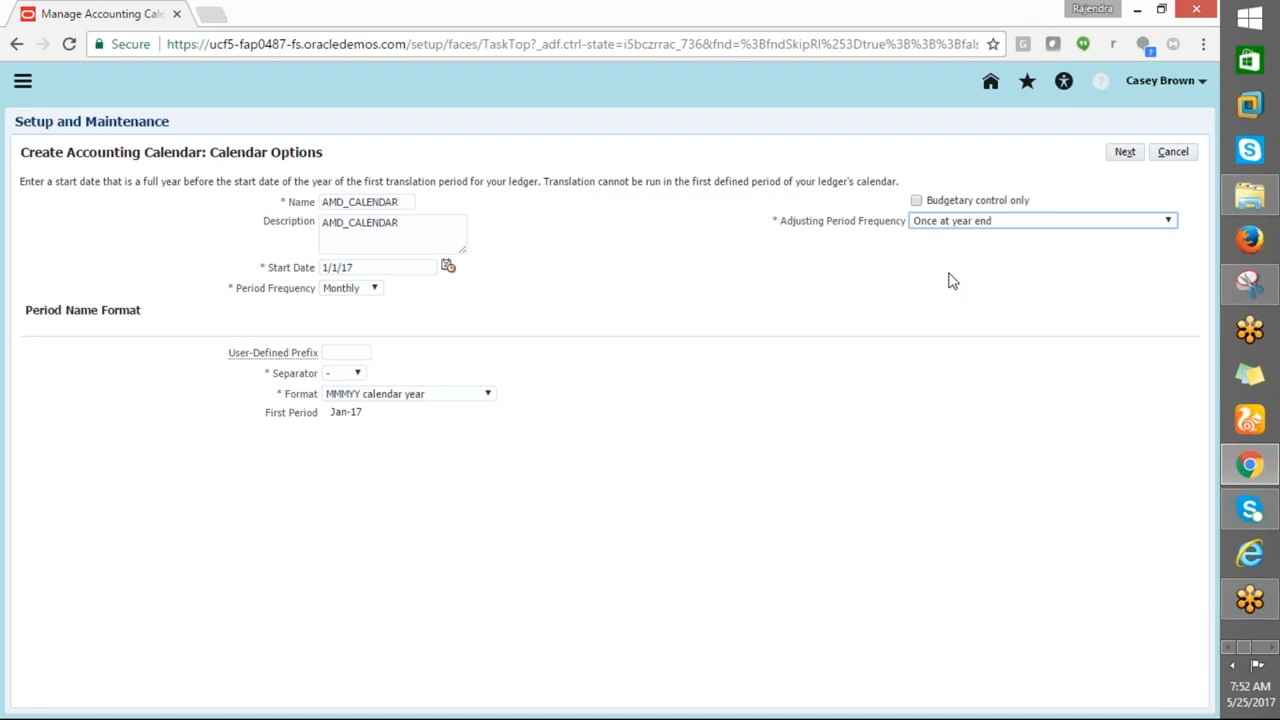 Manage Accounting Cal
Rajendra
Secure https://ucf5-fap0487-fs.oracledemos.com/setup/faces/TaskTop?_adf.ctrl-state=i5bczrrac_736&fnd=%3BfndSkipRI%253Dtrue%3B%3B%3Bfals
Casey Brown
Setup and Maintenance
Create Accounting Calendar: Calendar Options
Next Cancel
Enter a start date that is a full year before the start date of the year of the first translation period for your ledger. Translation cannot be run in the first defined period of your ledger's calendar.
* Name AMD_CALENDAR
Budgetary control only
Description AMD_CALENDAR
* Adjusting Period Frequency Once at year end
* Start Date 1/1/17
* Period Frequency Monthly
Period Name Format
User-Defined Prefix
* Separator -
* Format MMMYY calendar year
First Period Jan-17
7:52 AM
5/25/2017